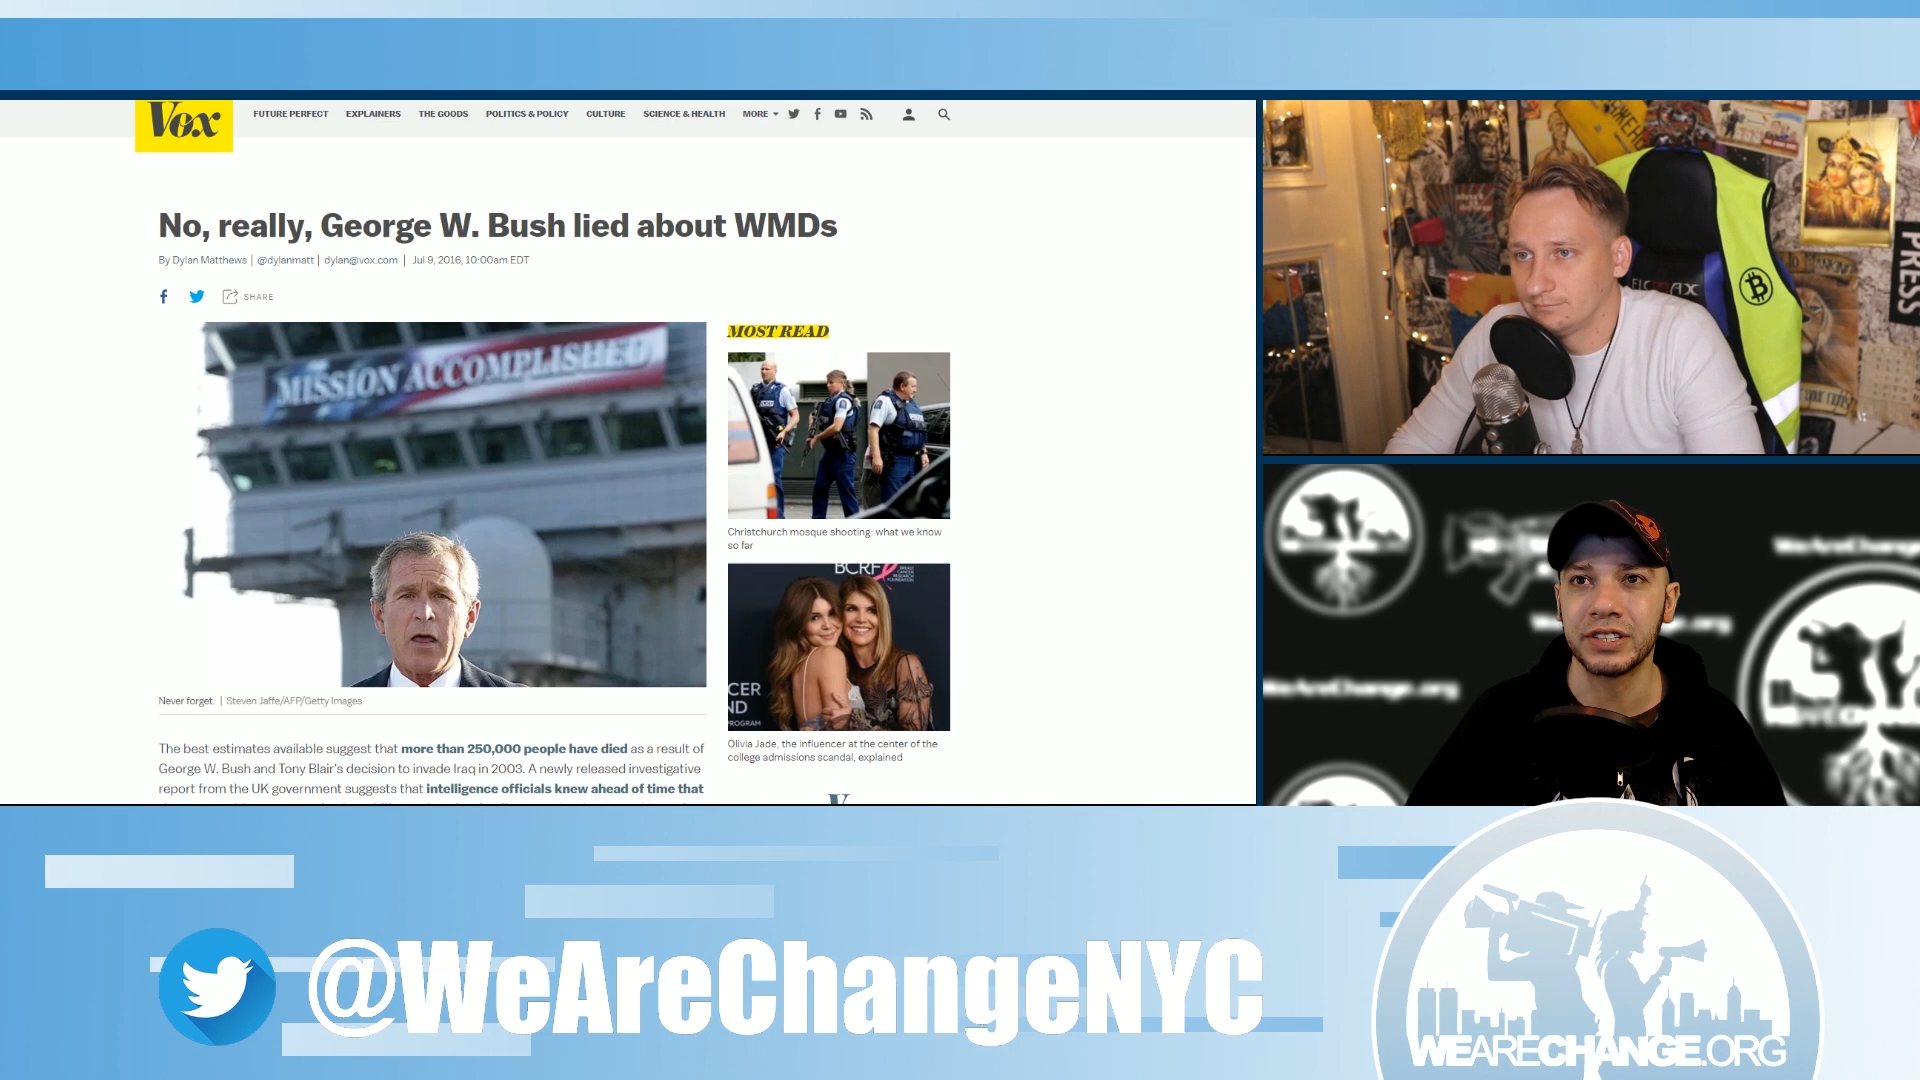 Vox
FUTURE PERFECT EXPLAINERS THE GOODS POLITICS & POLICY CULTURE SCIENCE & HEALTH MORE
No, really, George W. Bush lied about WMDs
By Dylan Matthews | @dylanmatt | dylan@vox.com | Jul 9, 2016, 10:00am EDT
SHARE
MISSION ACCOMPLISHED
Never forget. | Steven Jaffe/AFP/Getty Images
The best estimates available suggest that more than 250,000 people have died as a result of
George W. Bush and Tony Blair's decision to invade Iraq in 2003. A newly released investigative
report from the UK government suggests that intelligence officials knew ahead of time that
MOST READ
Christchurch mosque shooting: what we know
so far
BCRF
CER
ND
PROGRAM
Olivia Jade, the influencer at the center of the
college admissions scandal, explained
PRESS
WeAreChange.org
@WeAreChangeNYC
WEARECHANGE.ORG